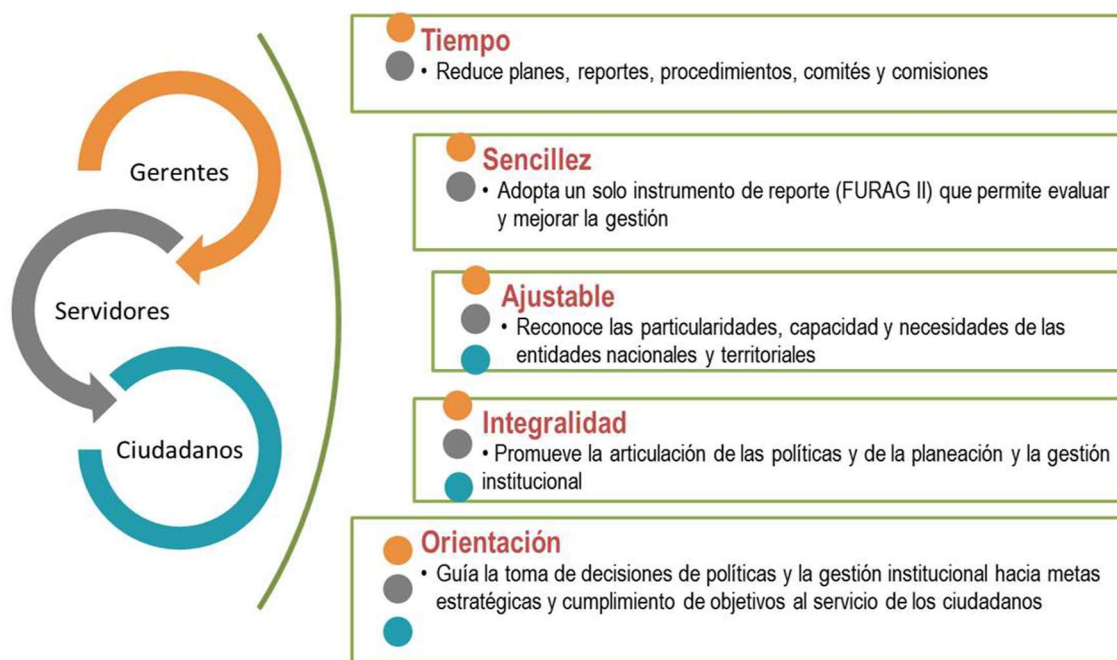 Gerentes
Servidores
Ciudadanos
Tiempo
• Reduce planes, reportes, procedimientos, comités y comisiones
Sencillez
• Adopta un solo instrumento de reporte (FURAG II) que permite evaluar
y mejorar la gestión
Ajustable
• Reconoce las particularidades, capacidad y necesidades de las
entidades nacionales y territoriales
Integralidad
• Promueve la articulación de las políticas y de la planeación y la gestión
institucional
Orientación
• Guía la toma de decisiones de políticas y la gestión institucional hacia metas
estratégicas y cumplimiento de objetivos al servicio de los ciudadanos